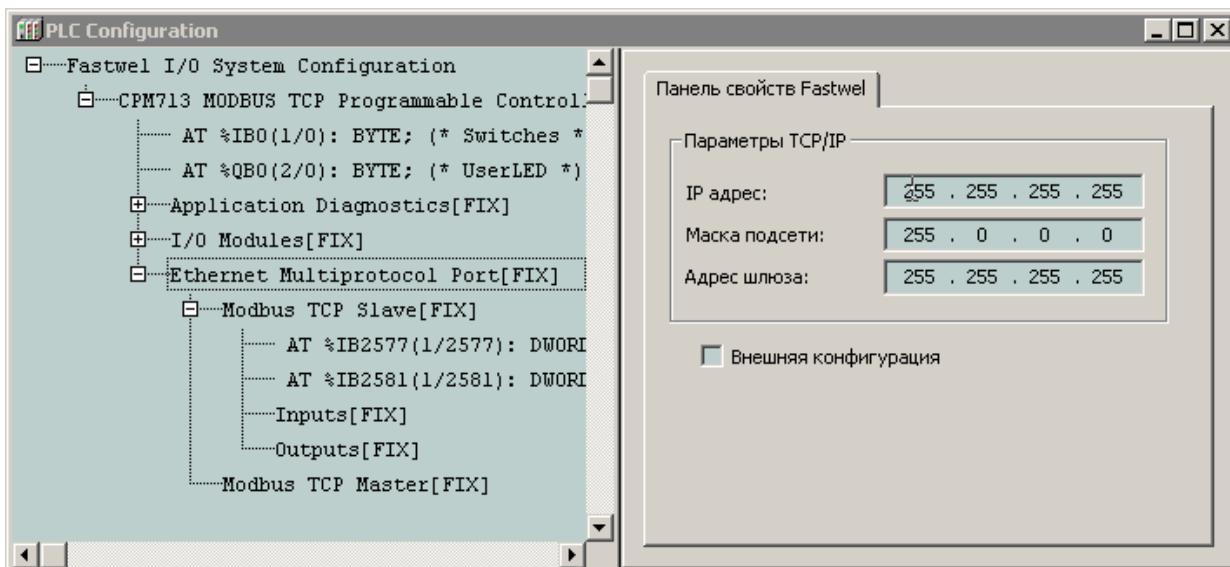 PLC Configuration
Fastwel I/O System Configuration
CPM713 MODBUS TCP Programmable Controll
AT %IB0(1/0): BYTE; (* Switches *
AT %QB0(2/0): BYTE; (* UserLED *)
Application Diagnostics[FIX]
I/O Modules[FIX]
Ethernet Multiprotocol Port[FIX]
Modbus TCP Slave[FIX]
AT %IB2577(1/2577): DWORD
AT %IB2581(1/2581): DWORD
Inputs[FIX]
Outputs[FIX]
Modbus TCP Master[FIX]
Панель свойств Fastwel
Параметры TCP/IP
IP адрес: 255 . 255 . 255 . 255
Маска подсети: 255 . 0 . 0 . 0
Адрес шлюза: 255 . 255 . 255 . 255
Внешняя конфигурация